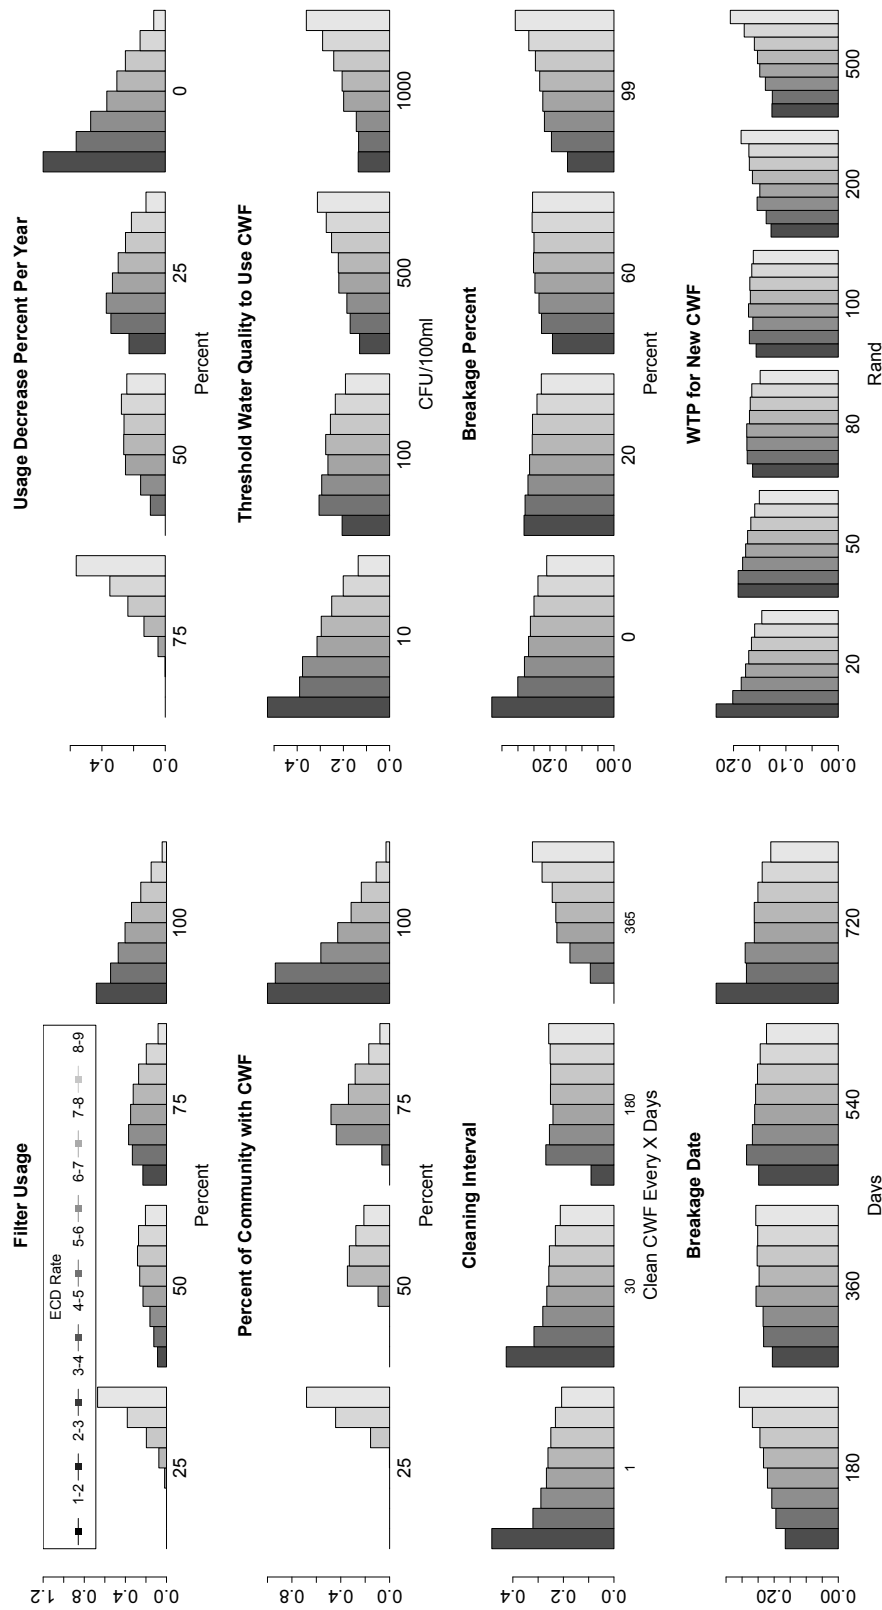 Filter Usage
ECD Rate
1-2 2-3 3-4 4-5 5-6 6-7 7-8 8-9
1.2
0.8
0.4
0.0
25 50 75 100
Percent
Usage Decrease Percent Per Year
0.4
0.0
75 50 25 0
Percent
Percent of Community with CWF
0.8
0.4
0.0
25 50 75 100
Percent
Threshold Water Quality to Use CWF
0.4
0.2
0.0
10 100 500 1000
CFU/100ml
Cleaning Interval
0.4
0.2
0.0
1 30 180 365
Clean CWF Every X Days
Breakage Percent
0.20
0.00
0 20 60 99
Percent
Breakage Date
0.20
0.00
180 360 540 720
Days
WTP for New CWF
0.20
0.10
0.00
20 50 80 100 200 500
Rand